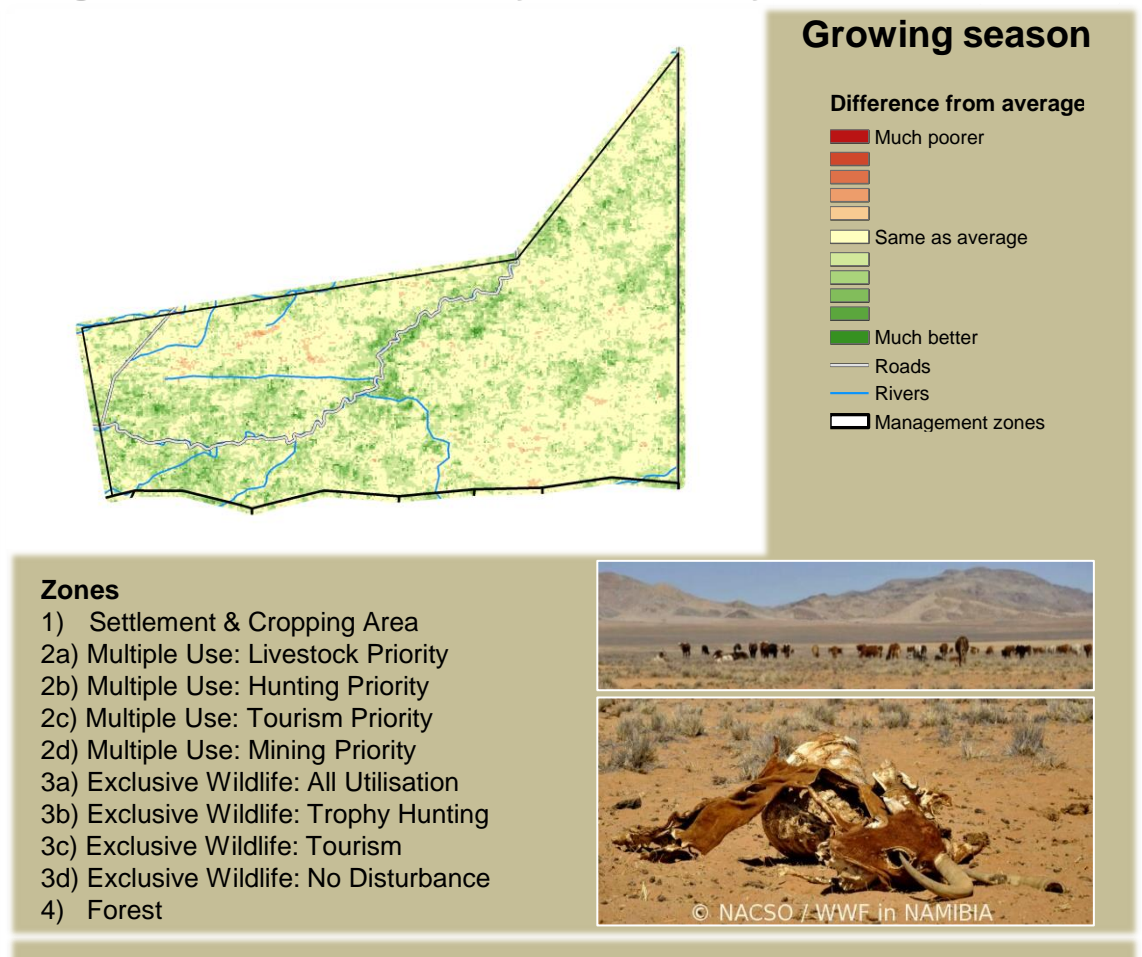 Growing season
Difference from average
Much poorer
Same as average
Much better
Roads
Rivers
Management zones
Zones
1) Settlement & Cropping Area
2a) Multiple Use: Livestock Priority
2b) Multiple Use: Hunting Priority
2c) Multiple Use: Tourism Priority
2d) Multiple Use: Mining Priority
3a) Exclusive Wildlife: All Utilisation
3b) Exclusive Wildlife: Trophy Hunting
3c) Exclusive Wildlife: Tourism
3d) Exclusive Wildlife: No Disturbance
4) Forest
© NACSO / WWF in NAMIBIA